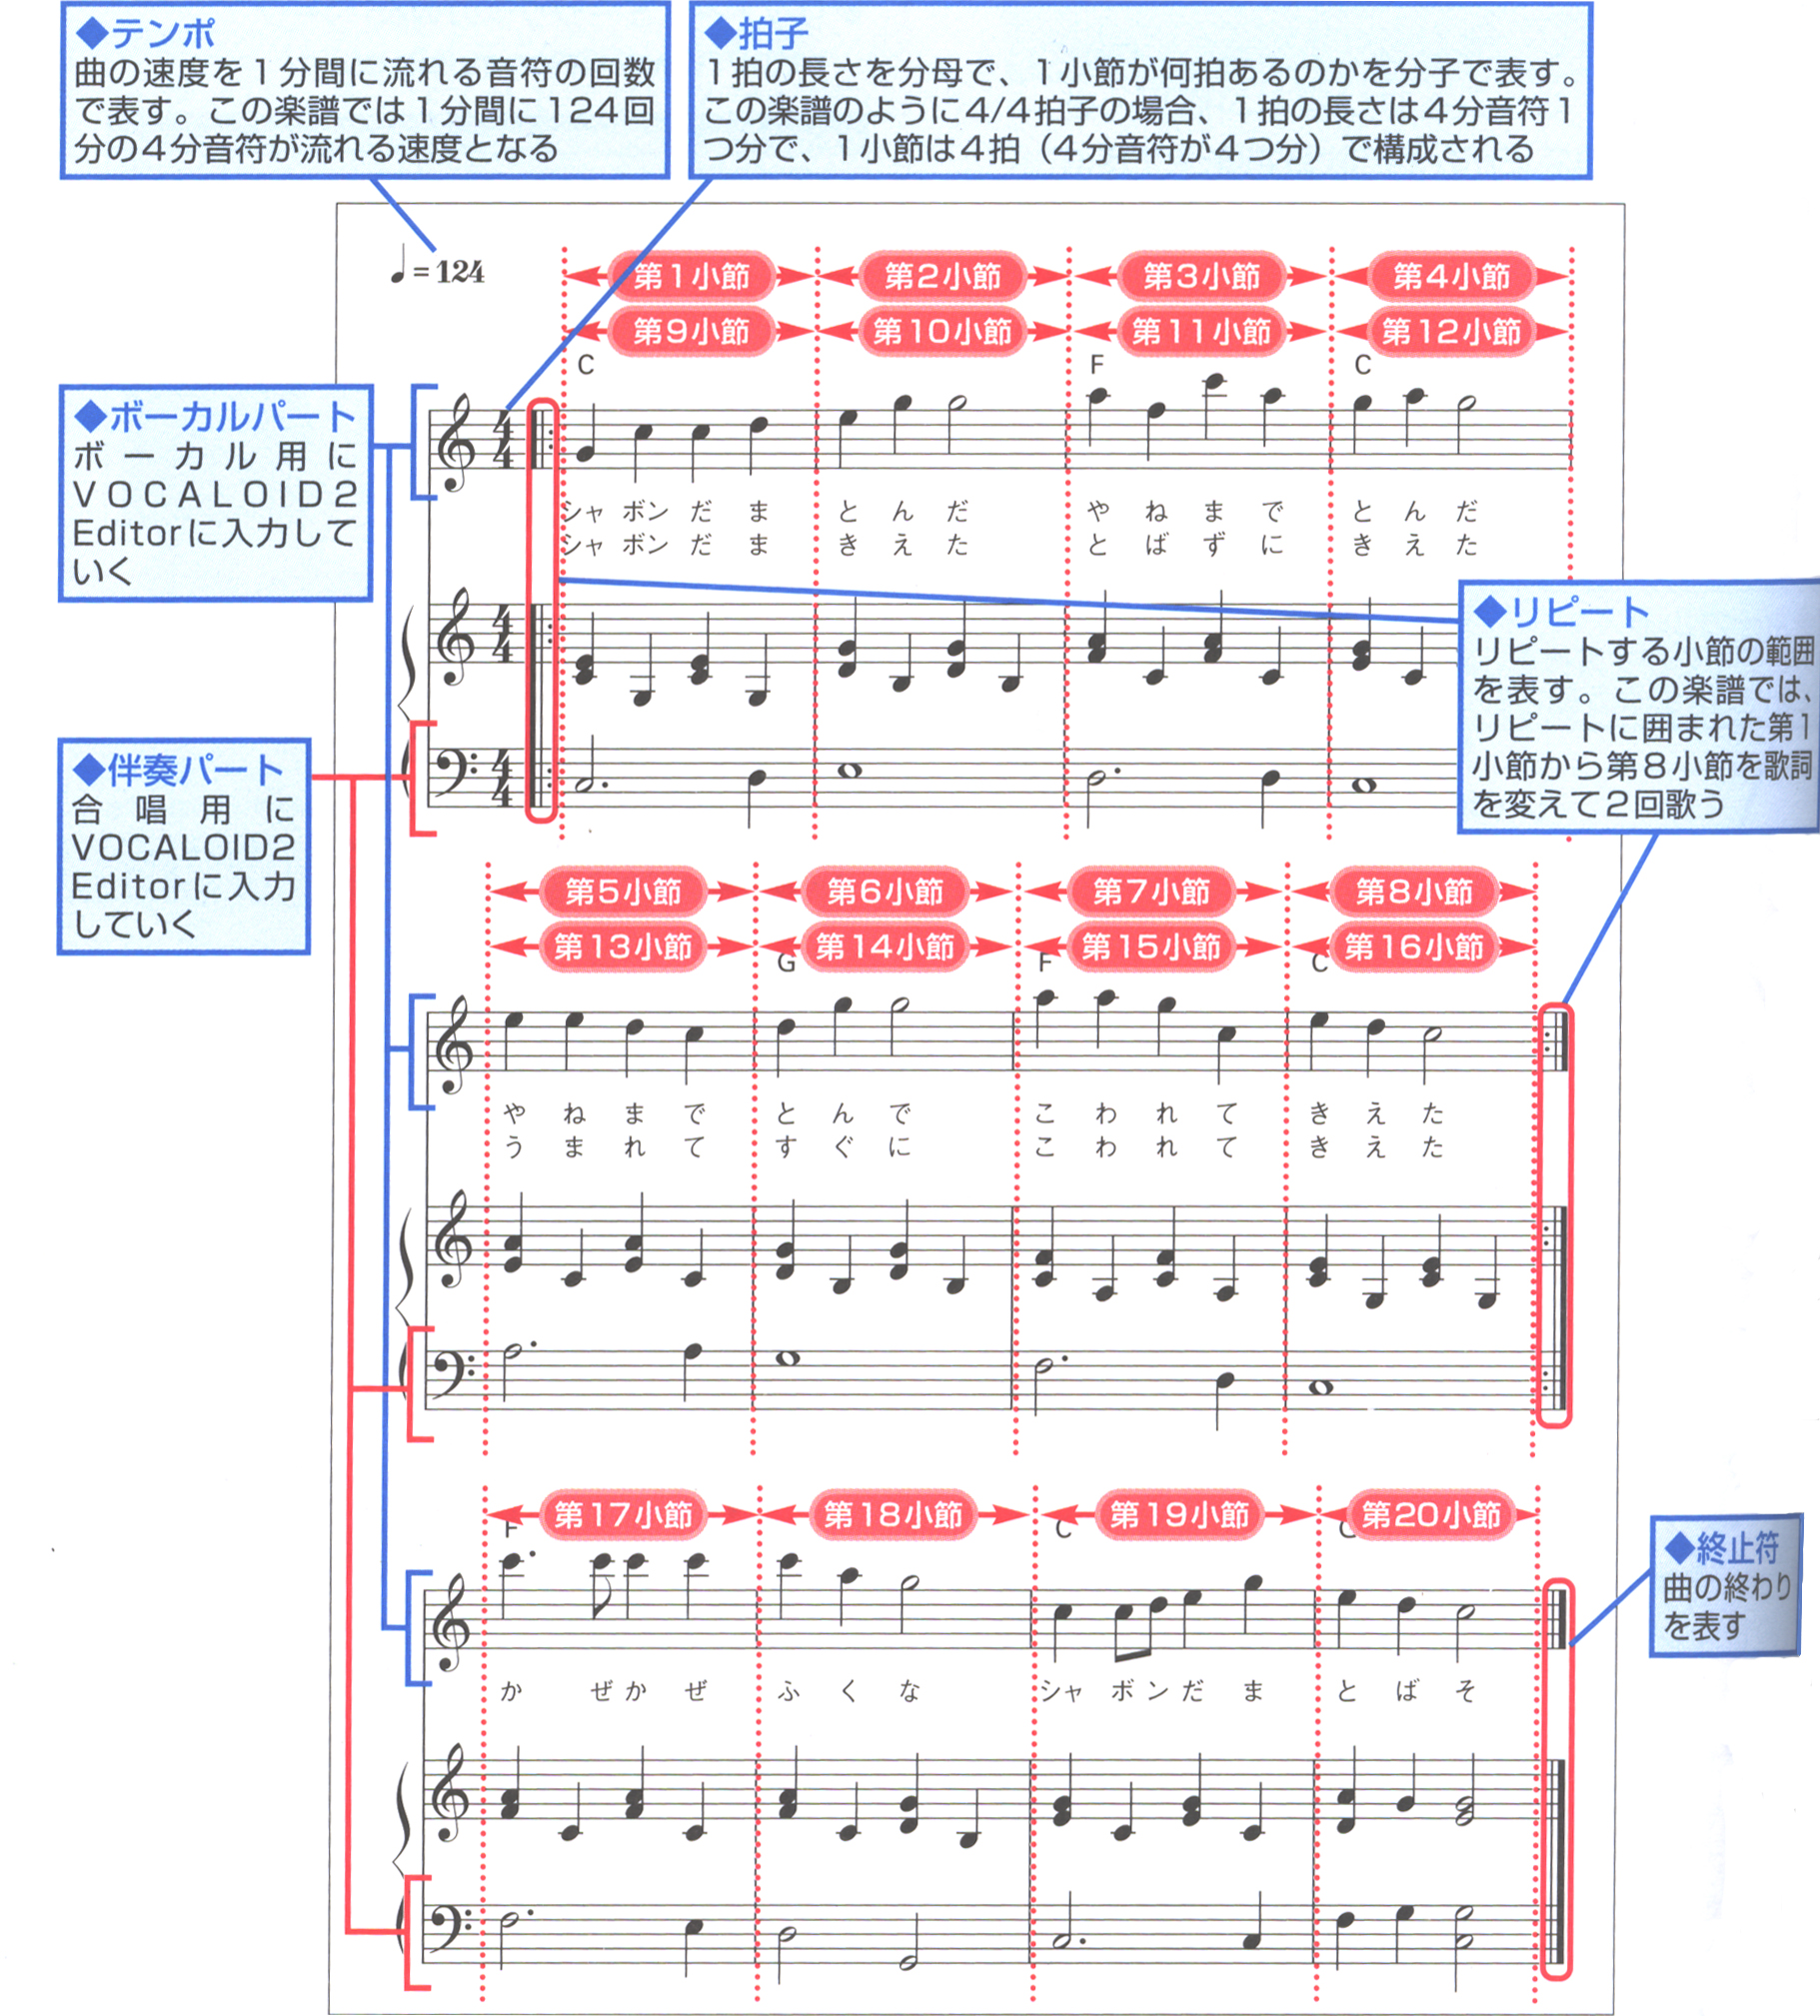 ◆テンポ
曲の速度を1分間に流れる音符の回数
で表す。この楽譜では1分間に124回
分の4分音符が流れる速度となる
◆拍子
1拍の長さを分母で、1小節が何拍あるのかを分子で表す。
この楽譜のように4/4拍子の場合、1拍の長さは4分音符1
つ分で、1小節は4拍（4分音符が4つ分）で構成される
♩=124
第1小節 第2小節 第3小節 第4小節
第9小節 第10小節 第11小節 第12小節
C F C
◆ボーカルパート
ボーカル用に
VOCALOID2
Editorに入力して
いく
4 4
シャ ボン だ ま と ん だ や ね ま で と ん だ
シャ ボン だ ま き え た と ば ず に き え た
4 4
◆リピート
リピートする小節の範囲
を表す。この楽譜では、
リピートに囲まれた第1
小節から第8小節を歌詞
を変えて2回歌う
◆伴奏パート
合唱用に
VOCALOID2
Editorに入力
していく
4 4
第5小節 第6小節 第7小節 第8小節
第13小節 第14小節 第15小節 第16小節
G F C
や ね ま で と ん で こ わ れ て き え た
う ま れ て す ぐ に こ わ れ て き え た
第17小節 第18小節 第19小節 第20小節
F C C
◆終止符
曲の終わり
を表す
か ぜ か ぜ ふ く な シャ ボ ン だ ま と ば そ